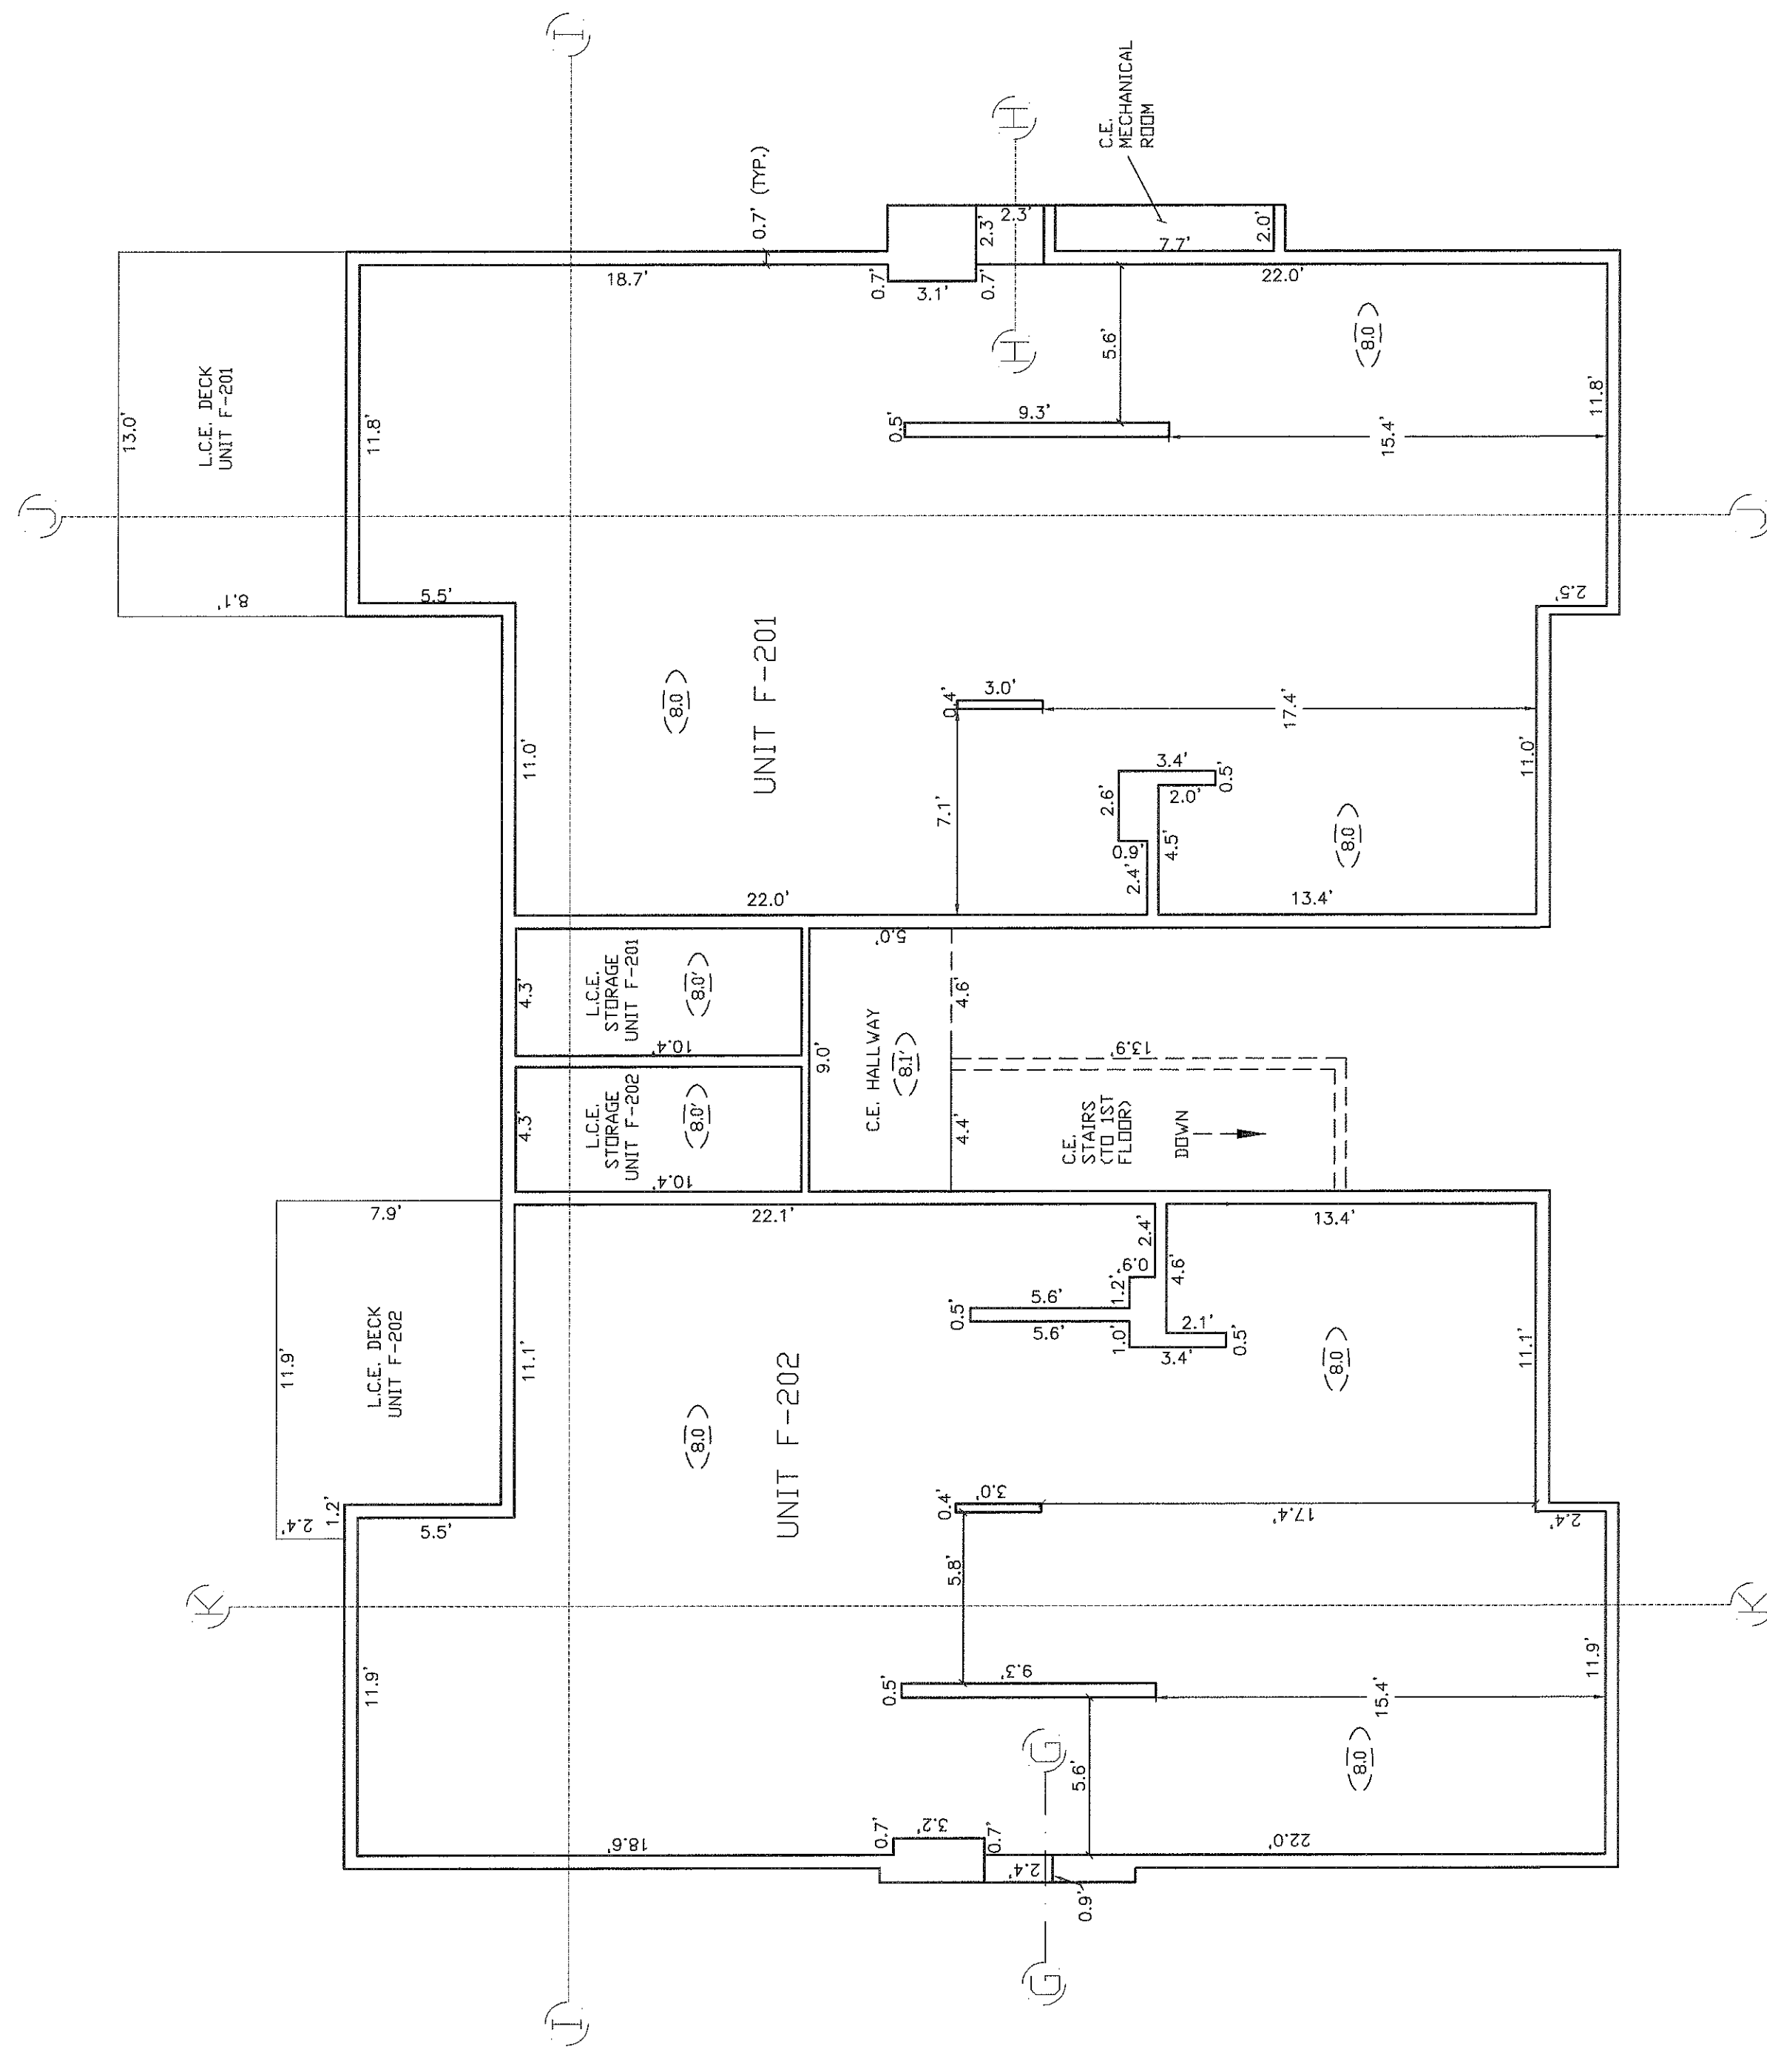 J
I
13.0'
L.C.E. DECK
UNIT F-201
8.1'
11.8'
5.5'
18.7'
0.7' (TYP.)
C.E.
MECHANICAL
ROOM
H
H
0.7'
3.1'
0.7'
2.3'
2.3'
7.7'
2.0'
22.0'
5.6'
(8.0)
0.5'
9.3'
15.4'
11.8'
2.5'
J
11.0'
(8.0)
UNIT F-201
0.4'
3.0'
17.4'
7.1'
3.4'
2.6'
2.0'
0.5'
0.9'
2.4'
4.5'
(8.0)
11.0'
22.0'
13.4'
4.3'
L.C.E.
STORAGE
UNIT F-201
(8.0')
10.4'
5.0'
4.6'
4.3'
L.C.E.
STORAGE
UNIT F-202
(8.0')
10.4'
9.0'
C.E. HALLWAY
(8.1')
4.4'
13.9'
C.E.
STAIRS
(TO 1ST
FLOOR)
DOWN
7.9'
11.9'
L.C.E. DECK
UNIT F-202
2.4'
1.2'
5.5'
11.1'
22.1'
13.4'
(8.0)
UNIT F-202
2.4'
0.9'
1.2'
4.6'
5.6'
0.5'
5.6'
1.0'
2.1'
0.5'
3.4'
(8.0)
11.1'
0.4'
3.0'
17.4'
2.4'
5.8'
K
K
11.9'
0.5'
9.3'
15.4'
11.9'
5.6'
G
(8.0)
18.6'
0.7'
3.2'
0.7'
22.0'
2.4'
0.9'
G
I